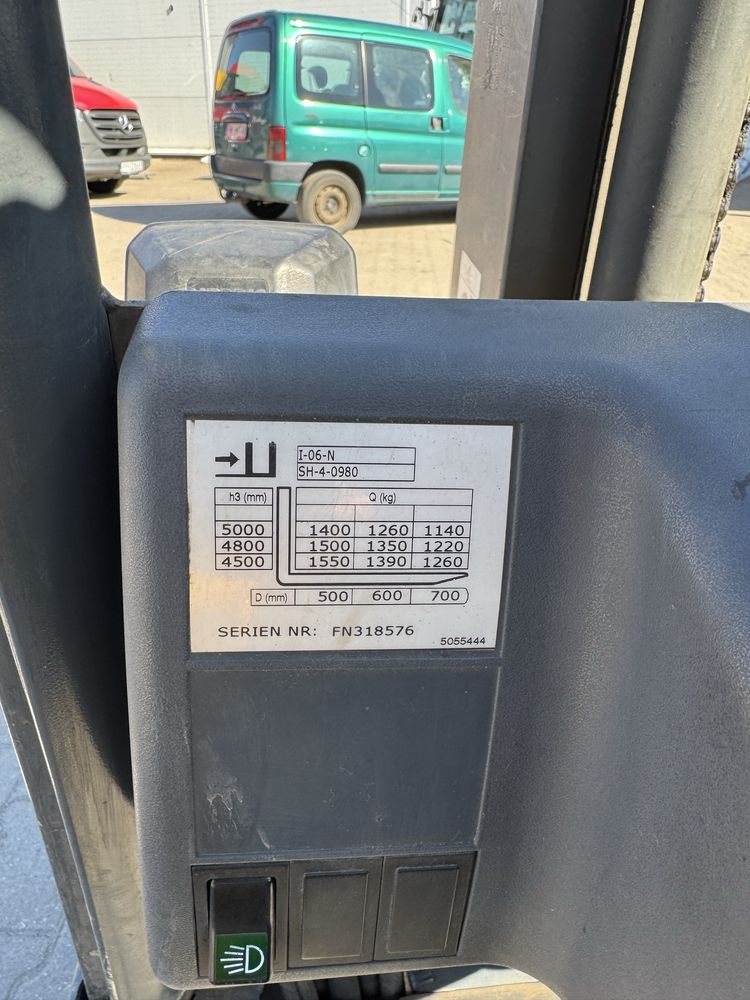 I-06-N
SH-4-0980
h3 (mm) Q (kg)
5000 1400 1260 1140
4800 1500 1350 1220
4500 1550 1390 1260
D (mm) 500 600 700
SERIEN NR: FN318576
5055444